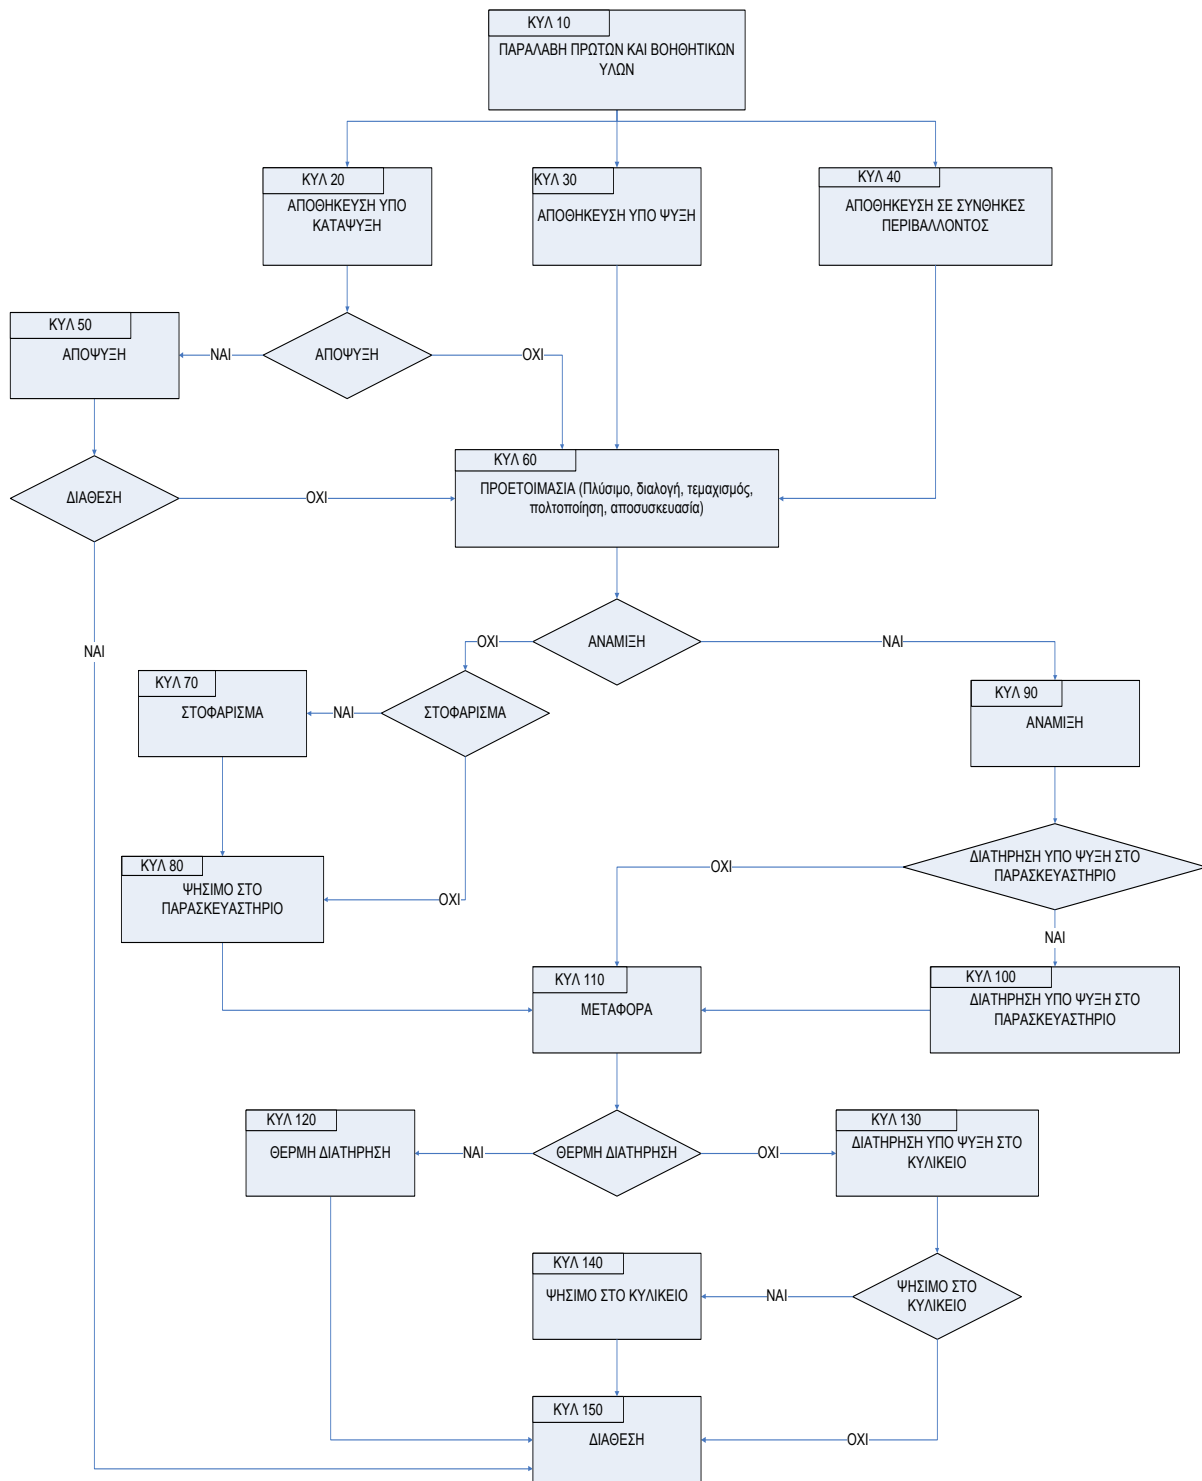 ΚΥΛ 10
ΠΑΡΑΛΑΒΗ ΠΡΩΤΩΝ ΚΑΙ ΒΟΗΘΗΤΙΚΩΝ
ΥΛΩΝ
ΚΥΛ 20
ΑΠΟΘΗΚΕΥΣΗ ΥΠΟ
ΚΑΤΑΨΥΞΗ
ΚΥΛ 30
ΑΠΟΘΗΚΕΥΣΗ ΥΠΟ ΨΥΞΗ
ΚΥΛ 40
ΑΠΟΘΗΚΕΥΣΗ ΣΕ ΣΥΝΘΗΚΕΣ
ΠΕΡΙΒΑΛΛΟΝΤΟΣ
ΚΥΛ 50
ΑΠΟΨΥΞΗ
ΝΑΙ
ΑΠΟΨΥΞΗ
ΟΧΙ
ΚΥΛ 60
ΠΡΟΕΤΟΙΜΑΣΙΑ (Πλύσιμο, διαλογή, τεμαχισμός,
πολτοποίηση, αποσυσκευασία)
ΔΙΑΘΕΣΗ
ΟΧΙ
ΝΑΙ
ΑΝΑΜΙΞΗ
ΟΧΙ
ΝΑΙ
ΚΥΛ 70
ΣΤΟΦΑΡΙΣΜΑ
ΝΑΙ
ΣΤΟΦΑΡΙΣΜΑ
ΚΥΛ 90
ΑΝΑΜΙΞΗ
ΚΥΛ 80
ΨΗΣΙΜΟ ΣΤΟ
ΠΑΡΑΣΚΕΥΑΣΤΗΡΙΟ
ΟΧΙ
ΟΧΙ
ΔΙΑΤΗΡΗΣΗ ΥΠΟ ΨΥΞΗ ΣΤΟ
ΠΑΡΑΣΚΕΥΑΣΤΗΡΙΟ
ΝΑΙ
ΚΥΛ 110
ΜΕΤΑΦΟΡΑ
ΚΥΛ 100
ΔΙΑΤΗΡΗΣΗ ΥΠΟ ΨΥΞΗ ΣΤΟ
ΠΑΡΑΣΚΕΥΑΣΤΗΡΙΟ
ΚΥΛ 120
ΘΕΡΜΗ ΔΙΑΤΗΡΗΣΗ
ΝΑΙ
ΘΕΡΜΗ ΔΙΑΤΗΡΗΣΗ
ΟΧΙ
ΚΥΛ 130
ΔΙΑΤΗΡΗΣΗ ΥΠΟ ΨΥΞΗ ΣΤΟ
ΚΥΛΙΚΕΙΟ
ΚΥΛ 140
ΨΗΣΙΜΟ ΣΤΟ ΚΥΛΙΚΕΙΟ
ΝΑΙ
ΨΗΣΙΜΟ ΣΤΟ
ΚΥΛΙΚΕΙΟ
ΚΥΛ 150
ΔΙΑΘΕΣΗ
ΟΧΙ